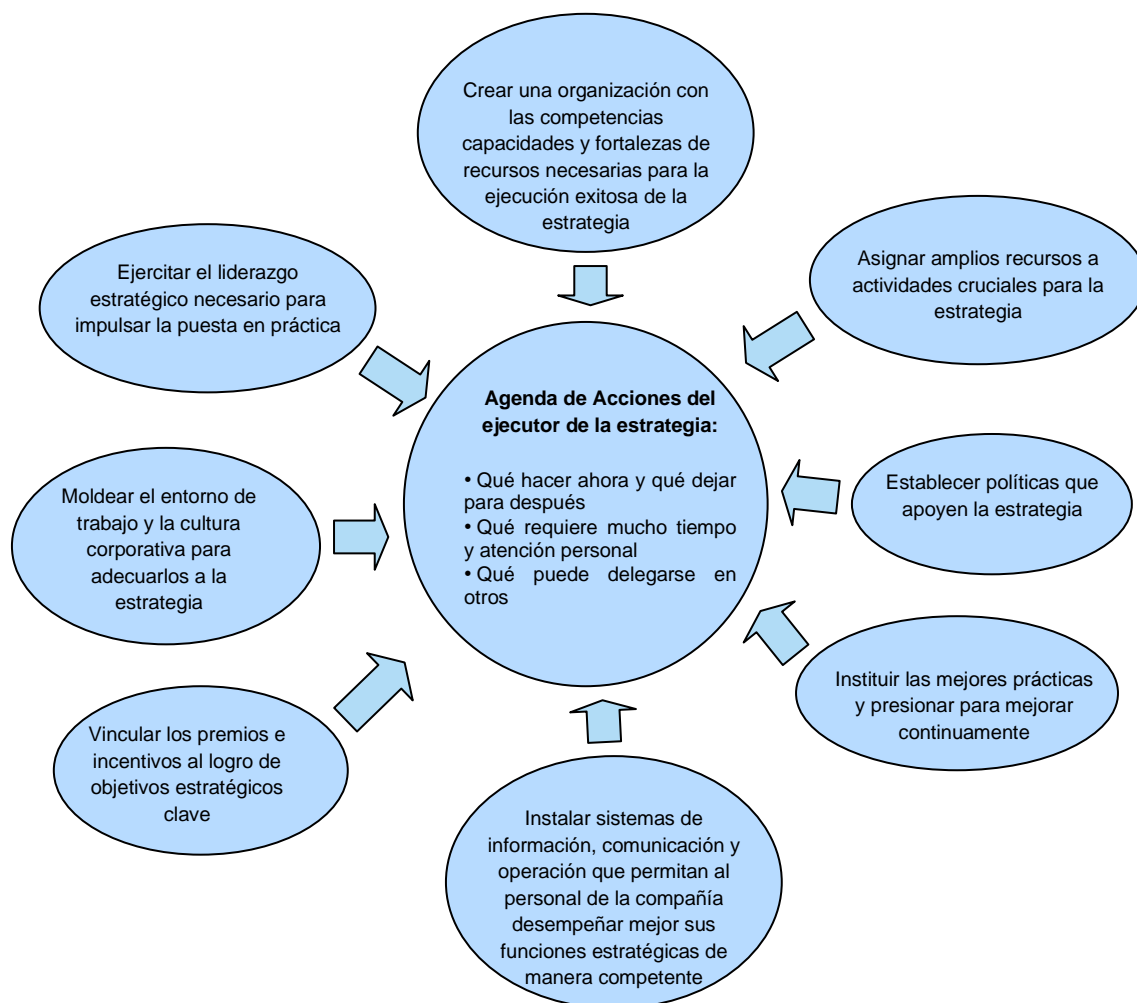 Crear una organización con
las competencias
capacidades y fortalezas de
recursos necesarias para la
ejecución exitosa de la
estrategia
Ejercitar el liderazgo
estratégico necesario para
impulsar la puesta en práctica
Asignar amplios recursos a
actividades cruciales para la
estrategia
Agenda de Acciones del
ejecutor de la estrategia:
• Qué hacer ahora y qué dejar
para después
• Qué requiere mucho tiempo
y atención personal
• Qué puede delegarse en
otros
Moldear el entorno de
trabajo y la cultura
corporativa para
adecuarlos a la
estrategia
Establecer políticas que
apoyen la estrategia
Instituir las mejores prácticas
y presionar para mejorar
continuamente
Vincular los premios e
incentivos al logro de
objetivos estratégicos
clave
Instalar sistemas de
información, comunicación y
operación que permitan al
personal de la compañía
desempeñar mejor sus
funciones estratégicas de
manera competente